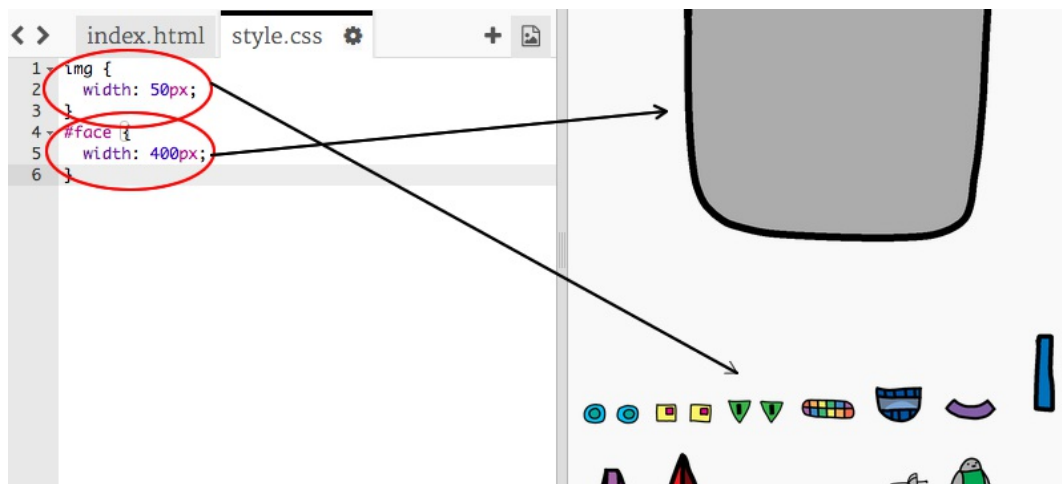 index.html style.css
1 img {
2 width: 50px;
3 }
4 #face {
5 width: 400px;
6 }